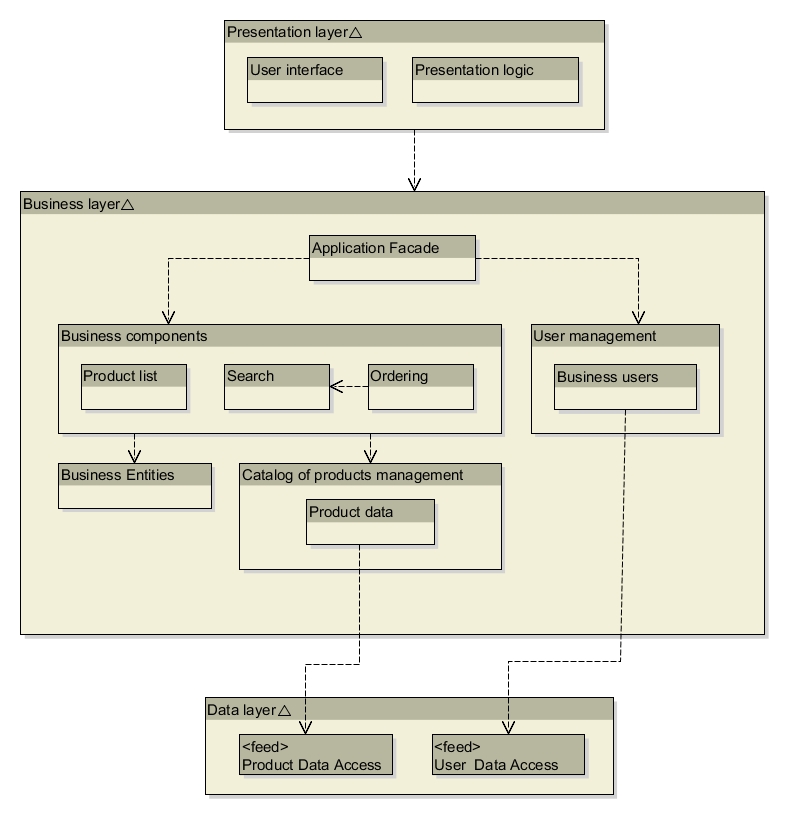 Presentation layer△
User interface
Presentation logic
Business layer△
Application Facade
Business components
User management
Product list
Search
Ordering
Business users
Business Entities
Catalog of products management
Product data
Data layer△
<feed>
Product Data Access
<feed>
User  Data Access